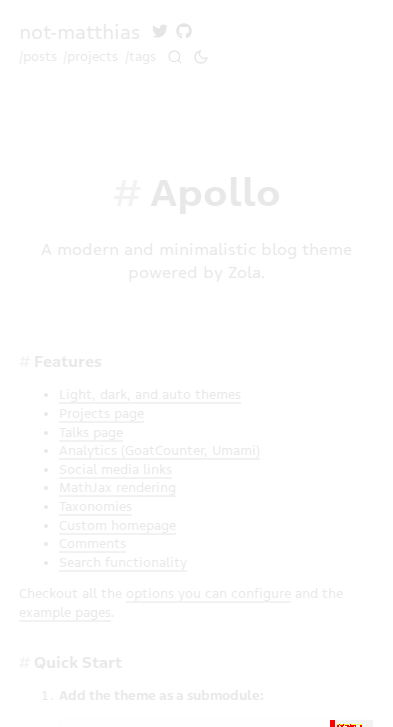 not-matthias
/posts /projects /tags
# Apollo
A modern and minimalistic blog theme
powered by Zola.
# Features
• Light, dark, and auto themes
• Projects page
• Talks page
• Analytics (GoatCounter, Umami)
• Social media links
• MathJax rendering
• Taxonomies
• Custom homepage
• Comments
• Search functionality
Checkout all the options you can configure and the
example pages.
# Quick Start
1. Add the theme as a submodule: